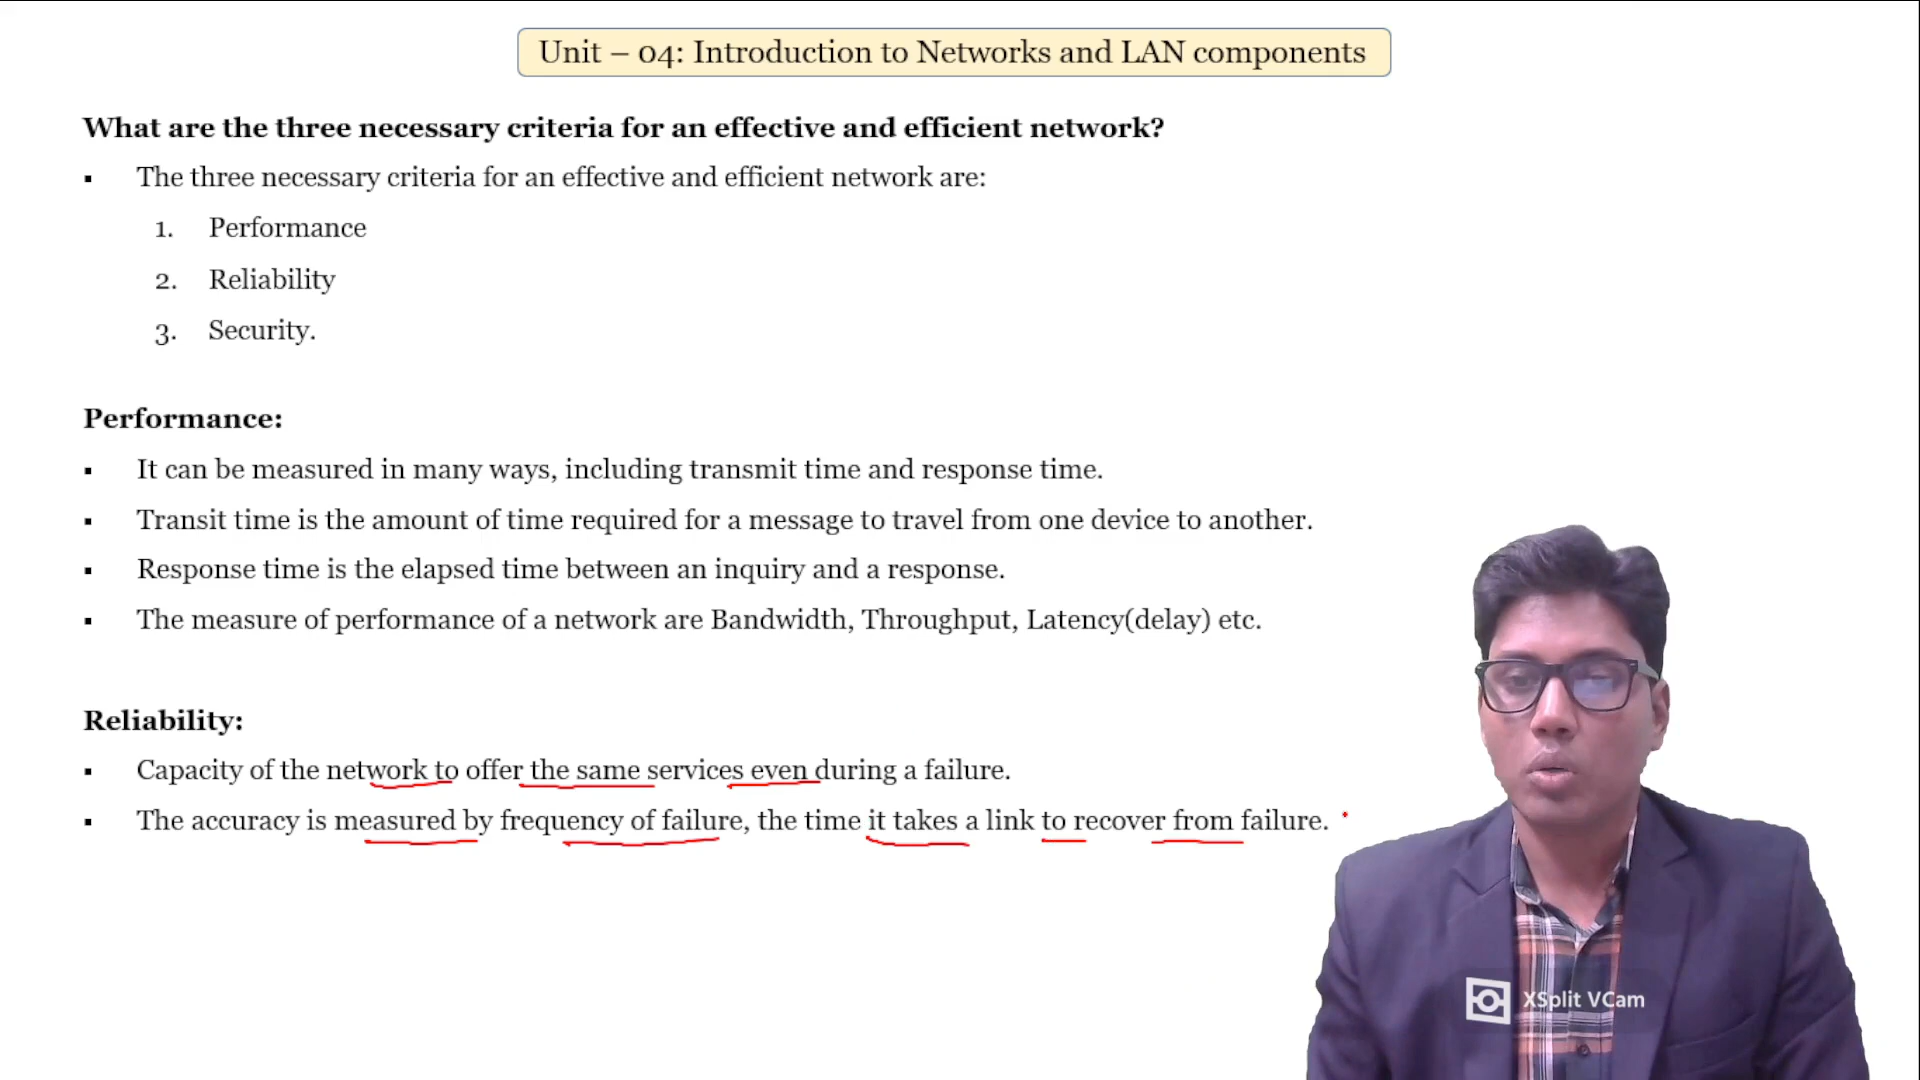 Unit – 04: Introduction to Networks and LAN components
What are the three necessary criteria for an effective and efficient network?
▪ The three necessary criteria for an effective and efficient network are:
1. Performance
2. Reliability
3. Security.
Performance:
▪ It can be measured in many ways, including transmit time and response time.
▪ Transit time is the amount of time required for a message to travel from one device to another.
▪ Response time is the elapsed time between an inquiry and a response.
▪ The measure of performance of a network are Bandwidth, Throughput, Latency(delay) etc.
Reliability:
▪ Capacity of the network to offer the same services even during a failure.
▪ The accuracy is measured by frequency of failure, the time it takes a link to recover from failure.
XSplit VCam